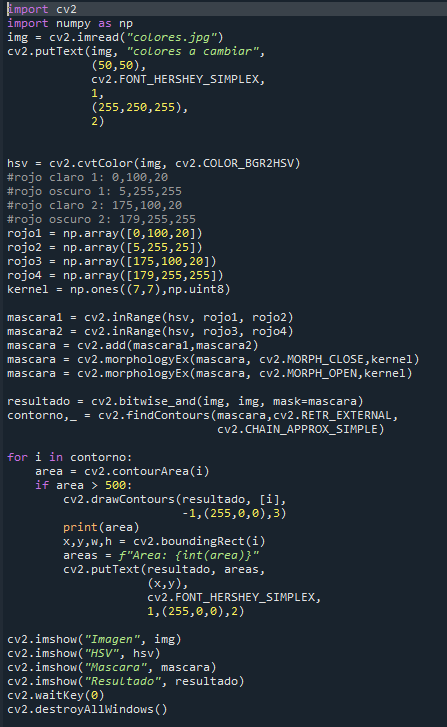 import cv2
import numpy as np
img = cv2.imread("colores.jpg")
cv2.putText(img, "colores a cambiar",
            (50,50),
            cv2.FONT_HERSHEY_SIMPLEX,
            1,
            (255,250,255),
            2)

hsv = cv2.cvtColor(img, cv2.COLOR_BGR2HSV)
#rojo claro 1: 0,100,20
#rojo oscuro 1: 5,255,255
#rojo claro 2: 175,100,20
#rojo oscuro 2: 179,255,255
rojo1 = np.array([0,100,20])
rojo2 = np.array([5,255,25])
rojo3 = np.array([175,100,20])
rojo4 = np.array([179,255,255])
kernel = np.ones((7,7),np.uint8)

mascara1 = cv2.inRange(hsv, rojo1, rojo2)
mascara2 = cv2.inRange(hsv, rojo3, rojo4)
mascara = cv2.add(mascara1,mascara2)
mascara = cv2.morphologyEx(mascara, cv2.MORPH_CLOSE,kernel)
mascara = cv2.morphologyEx(mascara, cv2.MORPH_OPEN,kernel)

resultado = cv2.bitwise_and(img, img, mask=mascara)
contorno,_ = cv2.findContours(mascara,cv2.RETR_EXTERNAL,
                              cv2.CHAIN_APPROX_SIMPLE)

for i in contorno:
    area = cv2.contourArea(i)
    if area > 500:
        cv2.drawContours(resultado, [i],
                         -1,(255,0,0),3)
        print(area)
        x,y,w,h = cv2.boundingRect(i)
        areas = f"Area: {int(area)}"
        cv2.putText(resultado, areas,
                    (x,y),
                    cv2.FONT_HERSHEY_SIMPLEX,
                    1,(255,0,0),2)

cv2.imshow("Imagen", img)
cv2.imshow("HSV", hsv)
cv2.imshow("Mascara", mascara)
cv2.imshow("Resultado", resultado)
cv2.waitKey(0)
cv2.destroyAllWindows()